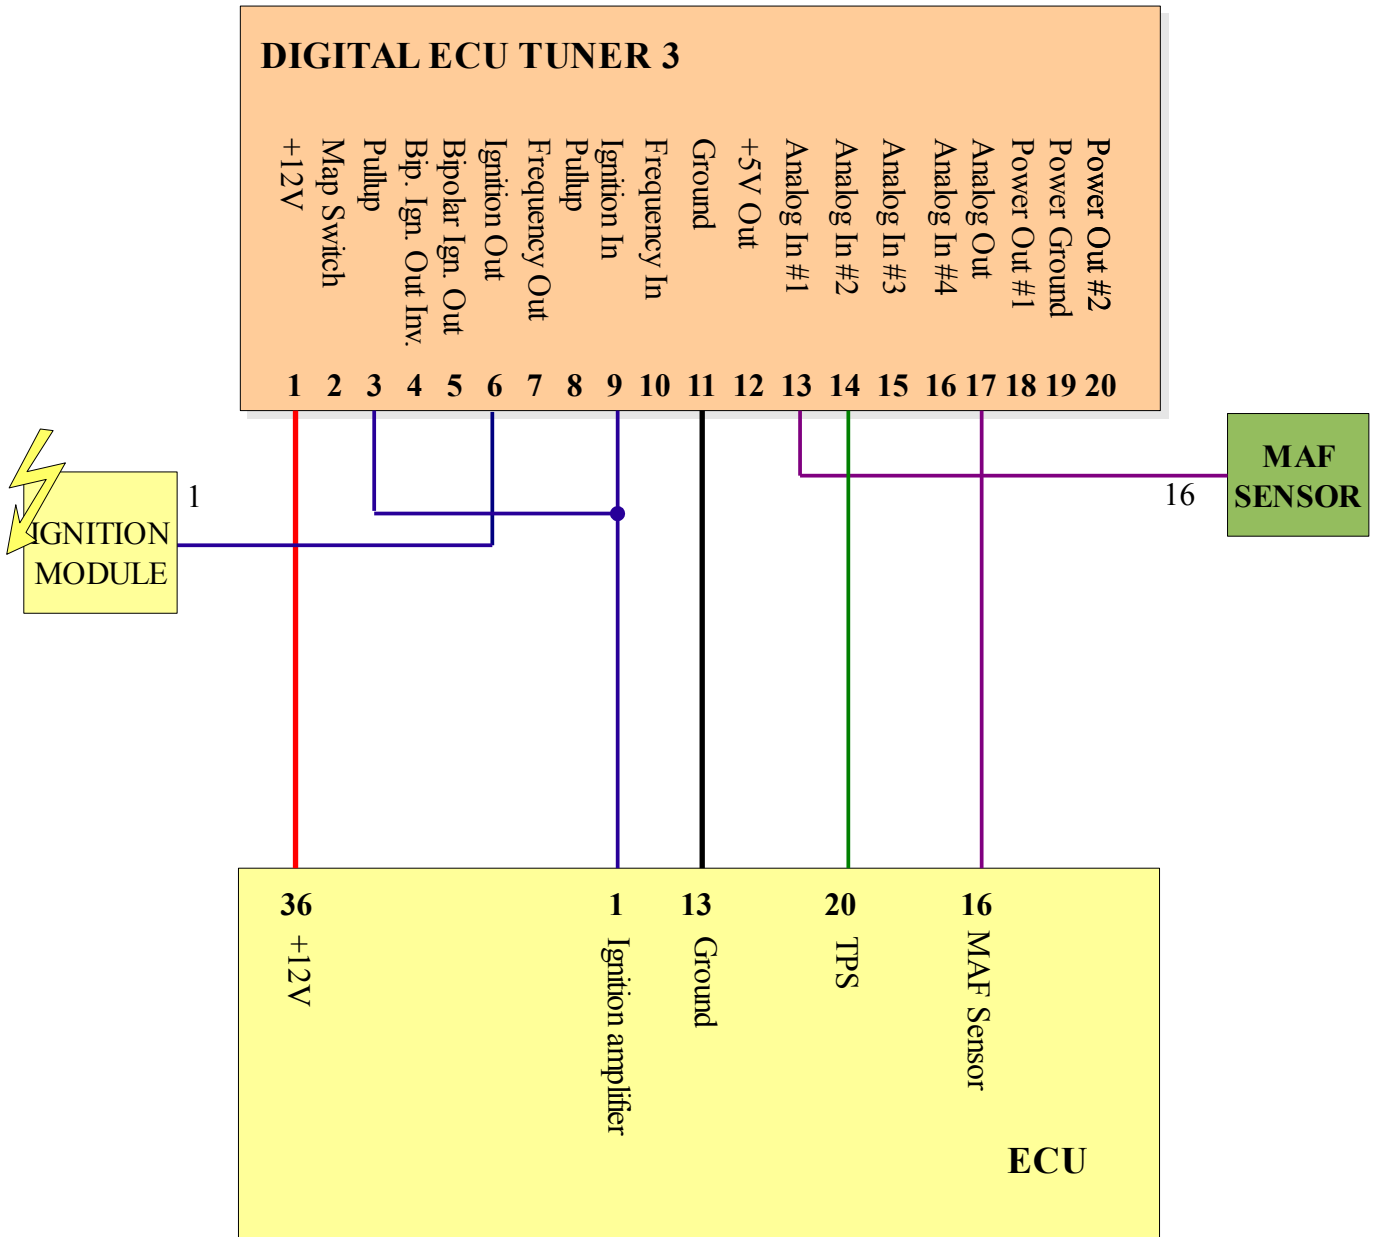 DIGITAL ECU TUNER 3
+12V
Map Switch
Pullup
Bip. Ign. Out Inv.
Bipolar Ign. Out
Ignition Out
Frequency Out
Pullup
Ignition In
Frequency In
Ground
+5V Out
Analog In #1
Analog In #2
Analog In #3
Analog In #4
Analog Out
Power Out #1
Power Ground
Power Out #2
1 2 3 4 5 6 7 8 9 10 11 12 13 14 15 16 17 18 19 20
MAF
SENSOR
16
1
IGNITION
MODULE
36 1 13 20 16
+12V
Ignition amplifier
Ground
TPS
MAF Sensor
ECU